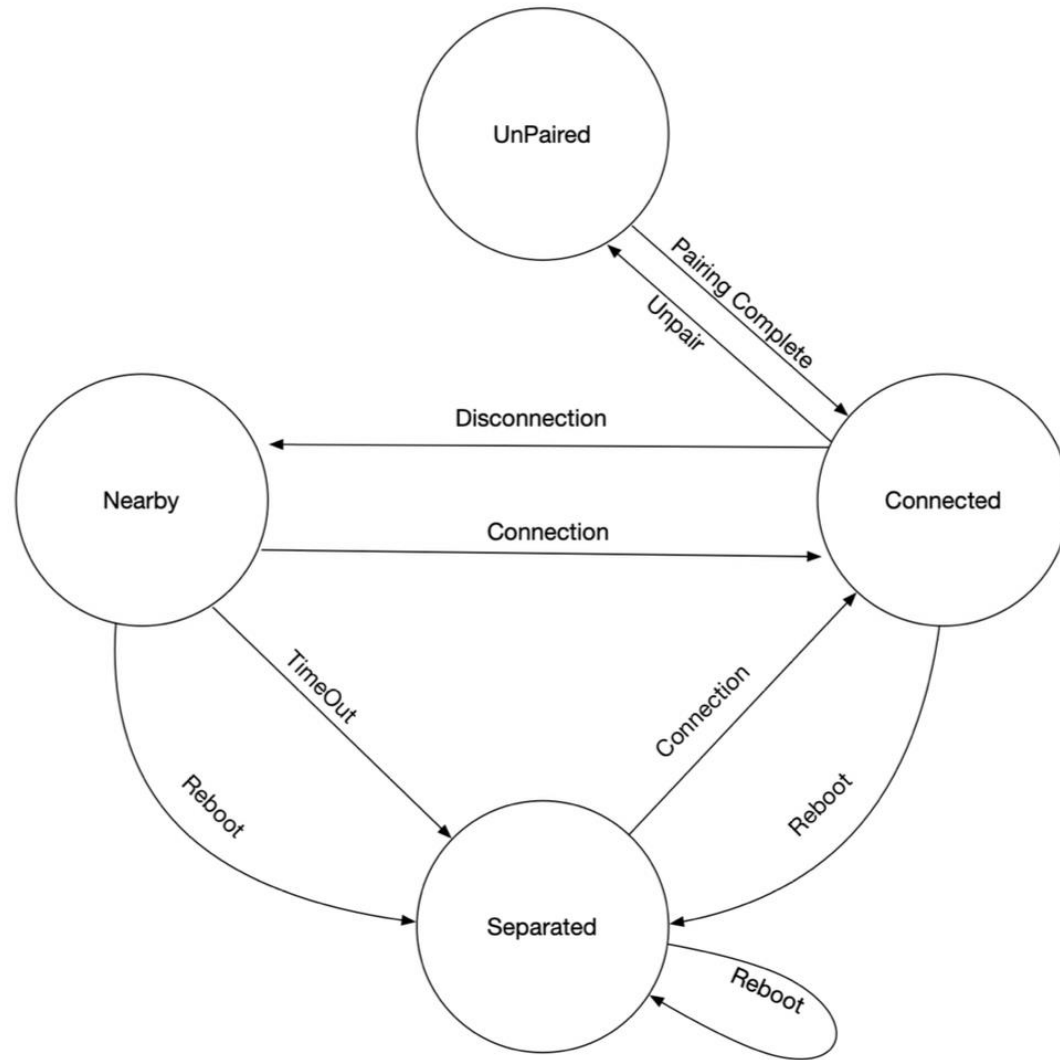 UnPaired
Pairing Complete
Unpair
Disconnection
Nearby
Connected
Connection
TimeOut
Connection
Reboot
Reboot
Separated
Reboot